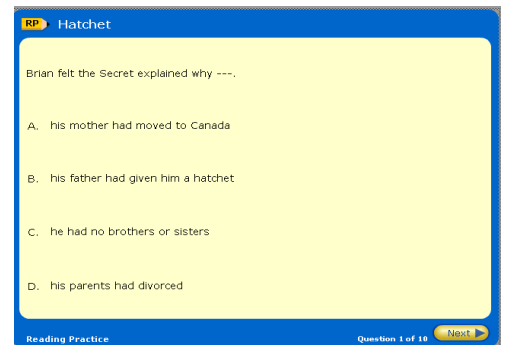 RP Hatchet
Brian felt the Secret explained why ---.
A. his mother had moved to Canada
B. his father had given him a hatchet
C. he had no brothers or sisters
D. his parents had divorced
Reading Practice Question 1 of 10 Next